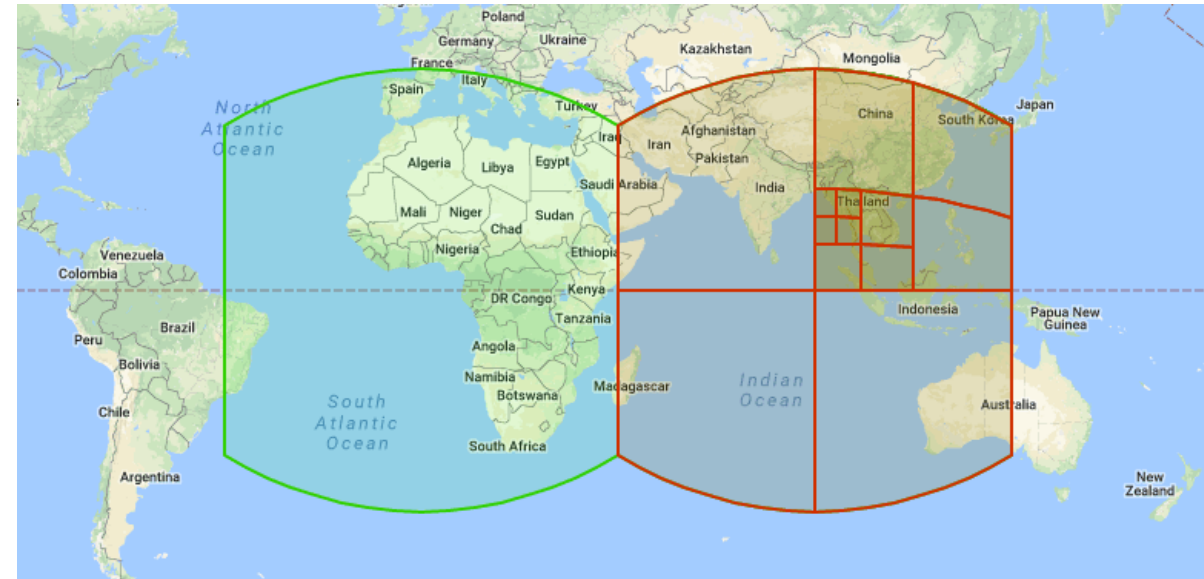 Poland
Germany
Ukraine
Kazakhstan
Mongolia
France
Italy
Spain
Turkey
Japan
China
South Korea
North
Atlantic
Ocean
Afghanistan
Iraq
Iran
Pakistan
Algeria
Libya
Egypt
Saudi Arabia
India
Mali
Niger
Chad
Sudan
Thailand
Nigeria
Ethiopia
Venezuela
Colombia
DR Congo
Kenya
Indonesia
Papua New
Guinea
Tanzania
Brazil
Peru
Bolivia
Angola
Namibia
Botswana
Madagascar
Indian
Ocean
Chile
South
Atlantic
Ocean
Australia
South Africa
Argentina
New
Zealand